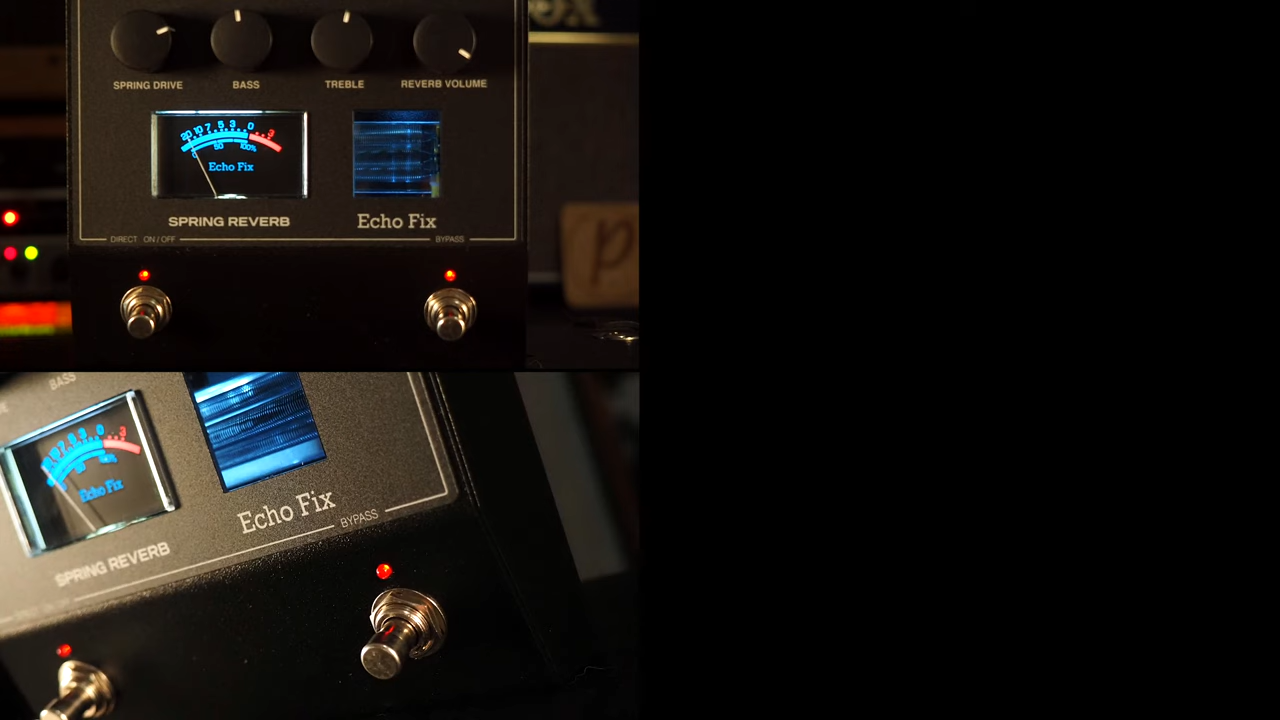 SPRING DRIVE BASS TREBLE REVERB VOLUME
20 10 7 5 3 0 3
0 50 100%
Echo Fix
SPRING REVERB Echo Fix
DIRECT ON / OFF BYPASS
P
BASS
Echo Fix
Echo Fix
BYPASS
SPRING REVERB